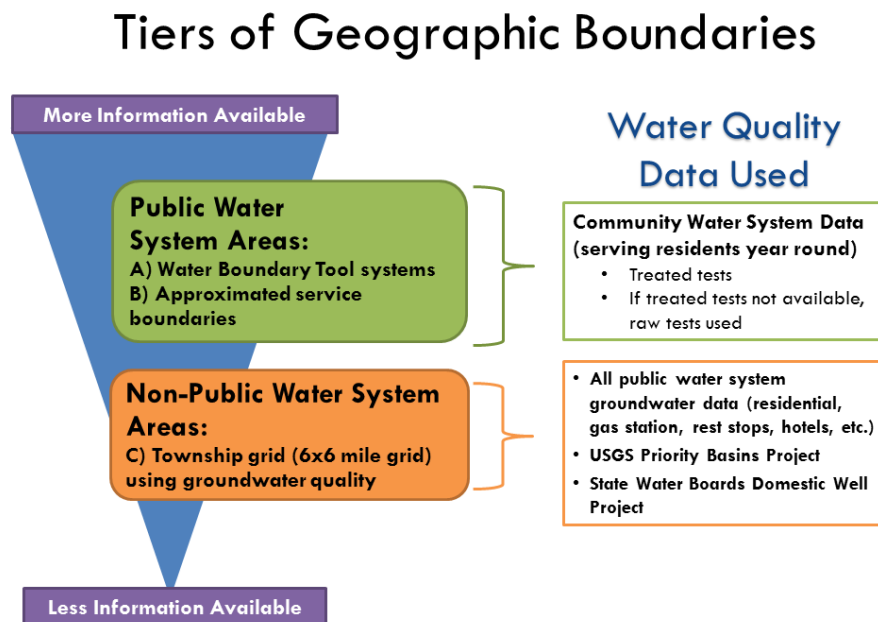 Tiers of Geographic Boundaries
More Information Available
Public Water
System Areas:
A) Water Boundary Tool systems
B) Approximated service
boundaries
Non-Public Water System
Areas:
C) Township grid (6x6 mile grid)
using groundwater quality
Less Information Available
Water Quality
Data Used
Community Water System Data
(serving residents year round)
• Treated tests
• If treated tests not available,
raw tests used
• All public water system
groundwater data (residential,
gas station, rest stops, hotels, etc.)
• USGS Priority Basins Project
• State Water Boards Domestic Well
Project